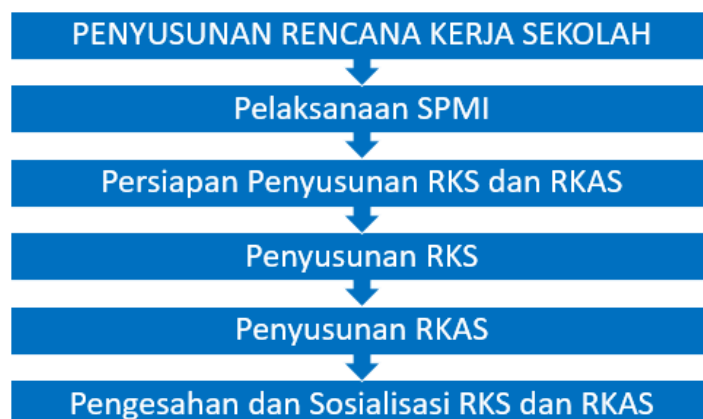 PENYUSUNAN RENCANA KERJA SEKOLAH
Pelaksanaan SPMI
Persiapan Penyusunan RKS dan RKAS
Penyusunan RKS
Penyusunan RKAS
Pengesahan dan Sosialisasi RKS dan RKAS